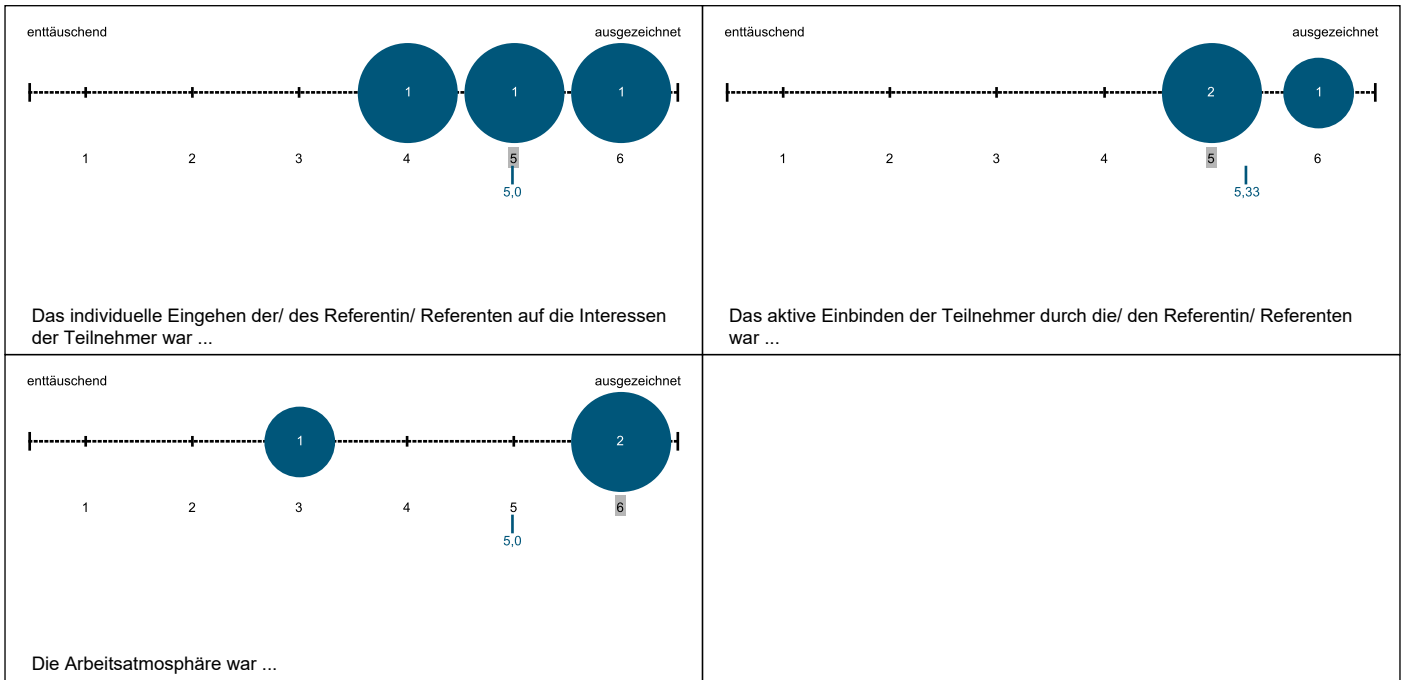 enttäuschend ausgezeichnet
1 1 1
1 2 3 4 5 6
5,0
Das individuelle Eingehen der/ des Referentin/ Referenten auf die Interessen
der Teilnehmer war ...
enttäuschend ausgezeichnet
2 1
1 2 3 4 5 6
5,33
Das aktive Einbinden der Teilnehmer durch die/ den Referentin/ Referenten
war ...
enttäuschend ausgezeichnet
1 2
1 2 3 4 5 6
5,0
Die Arbeitsatmosphäre war ...